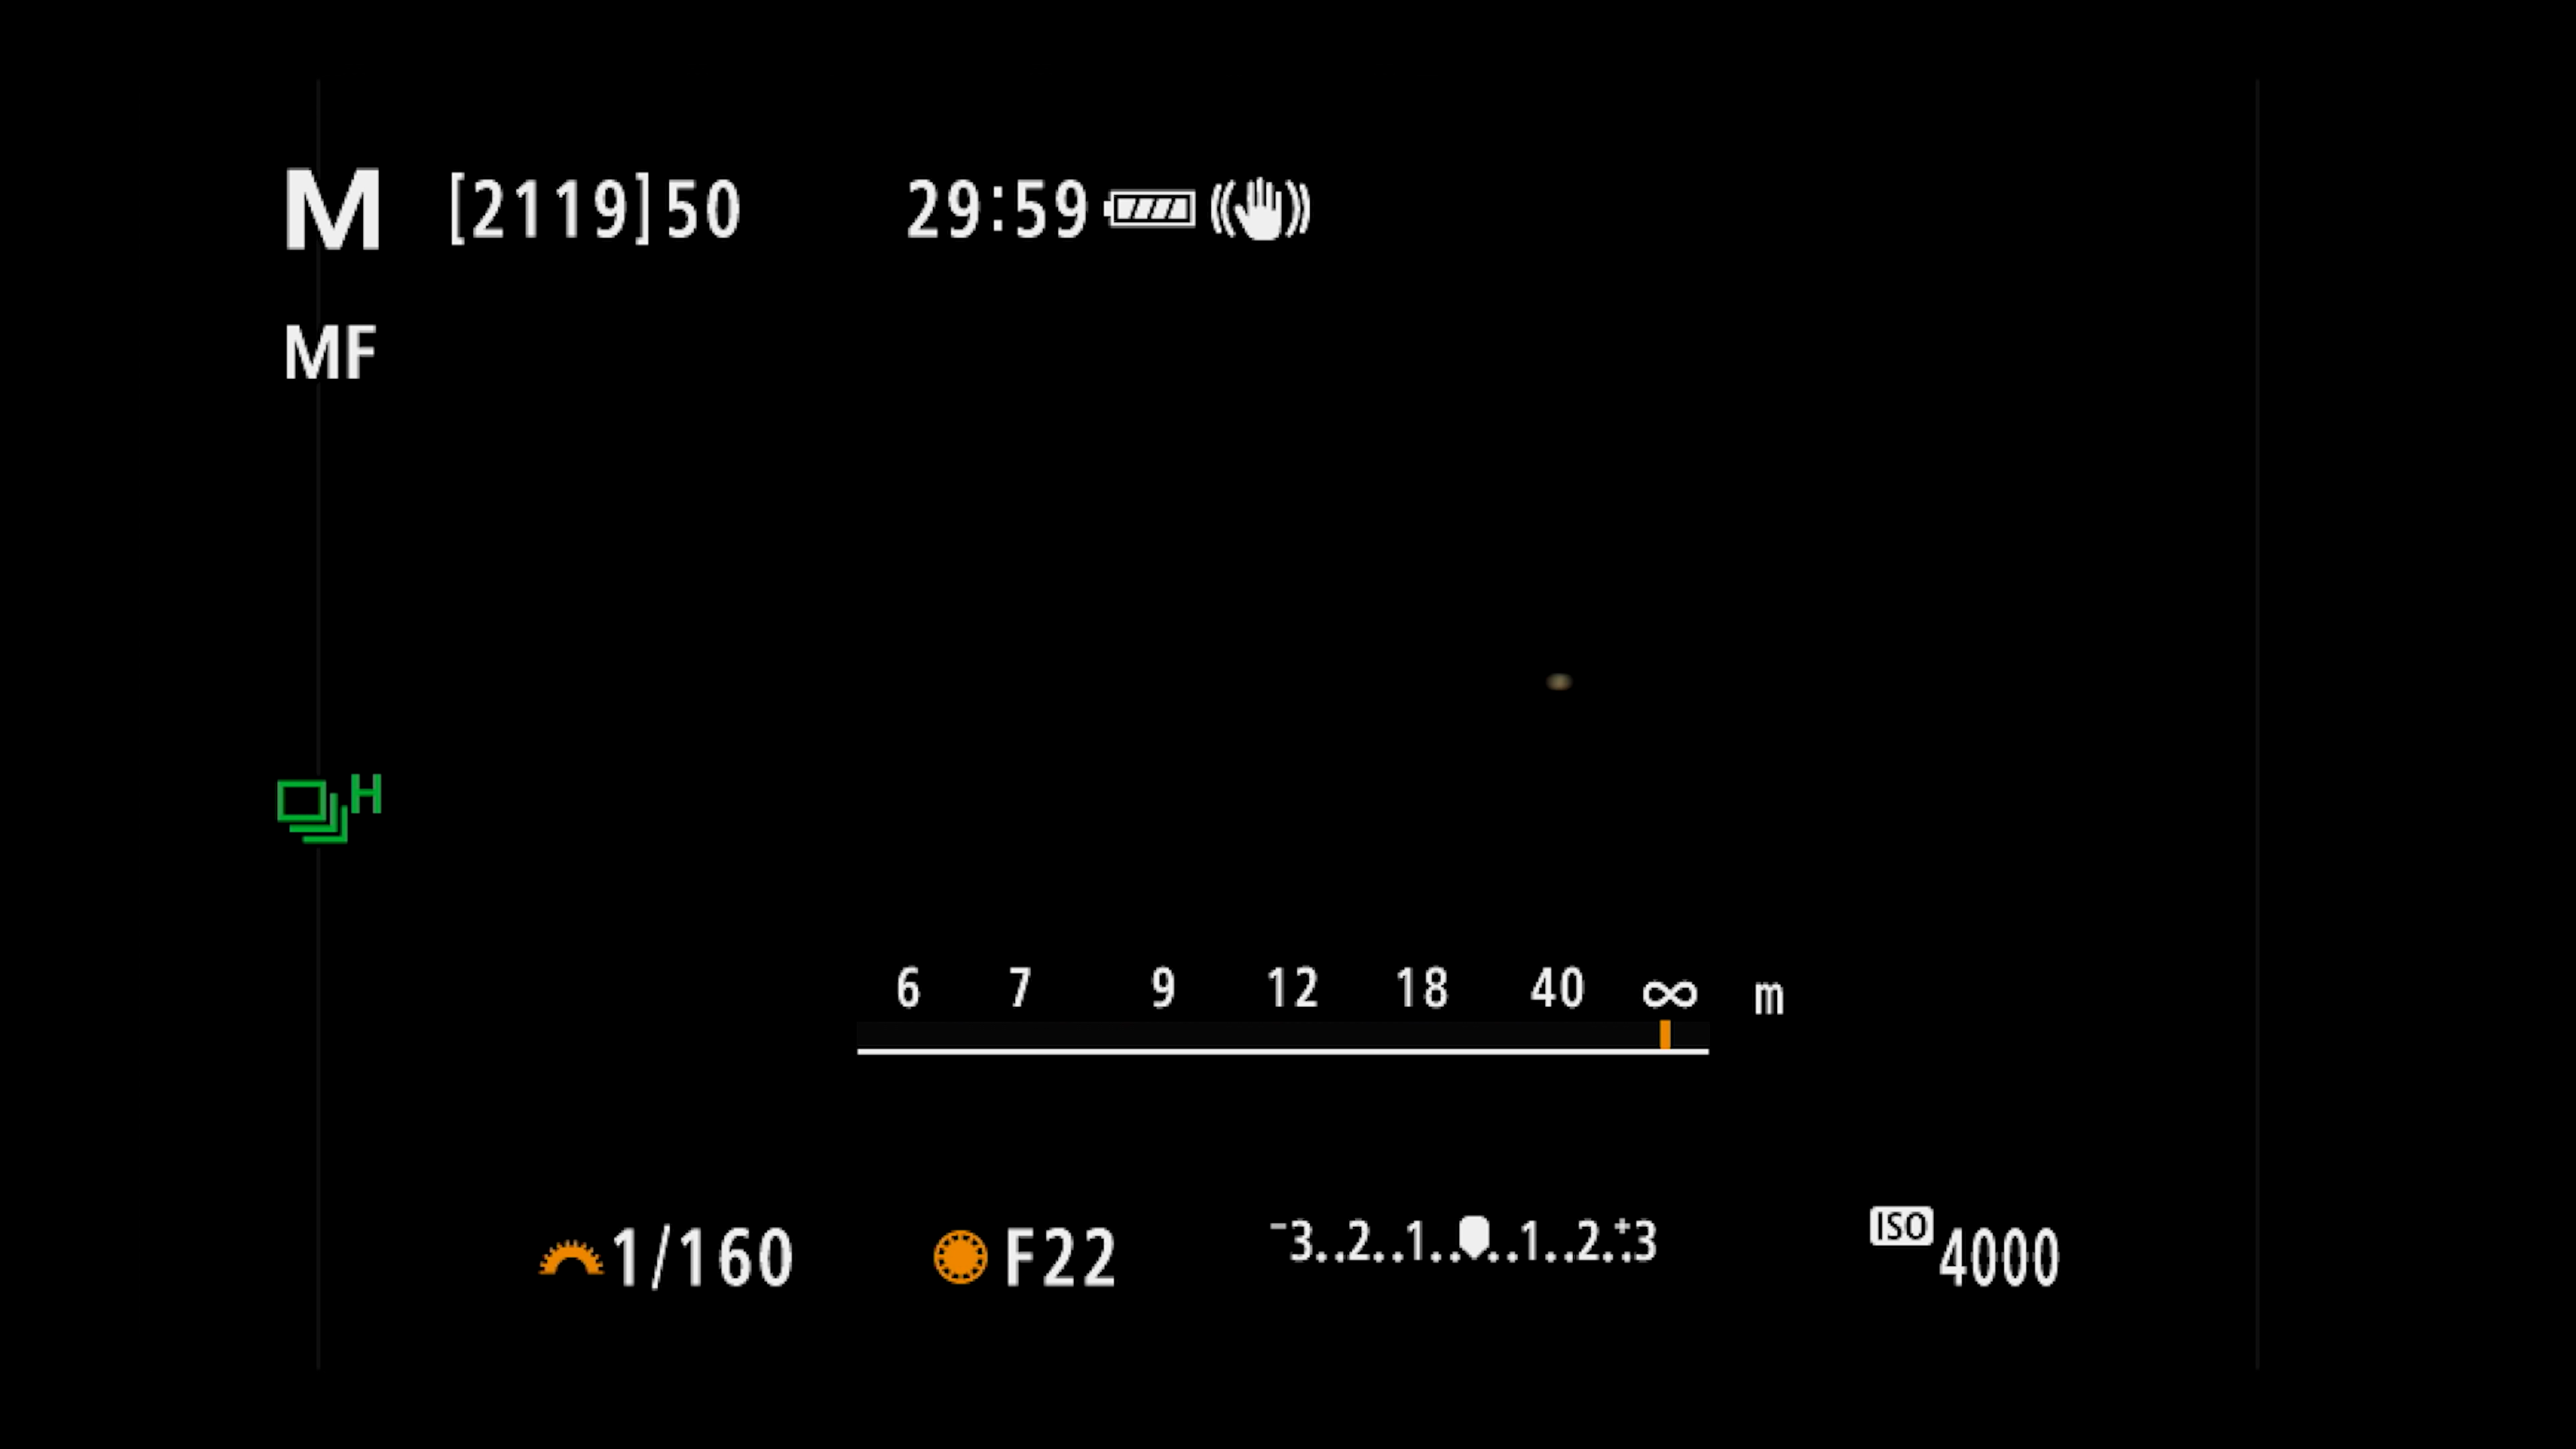 M [2119]50 29:59
MF
H
6 7 9 12 18 40 ∞ m
1/160 F22 -3..2..1....1..2.:+3 ISO 4000